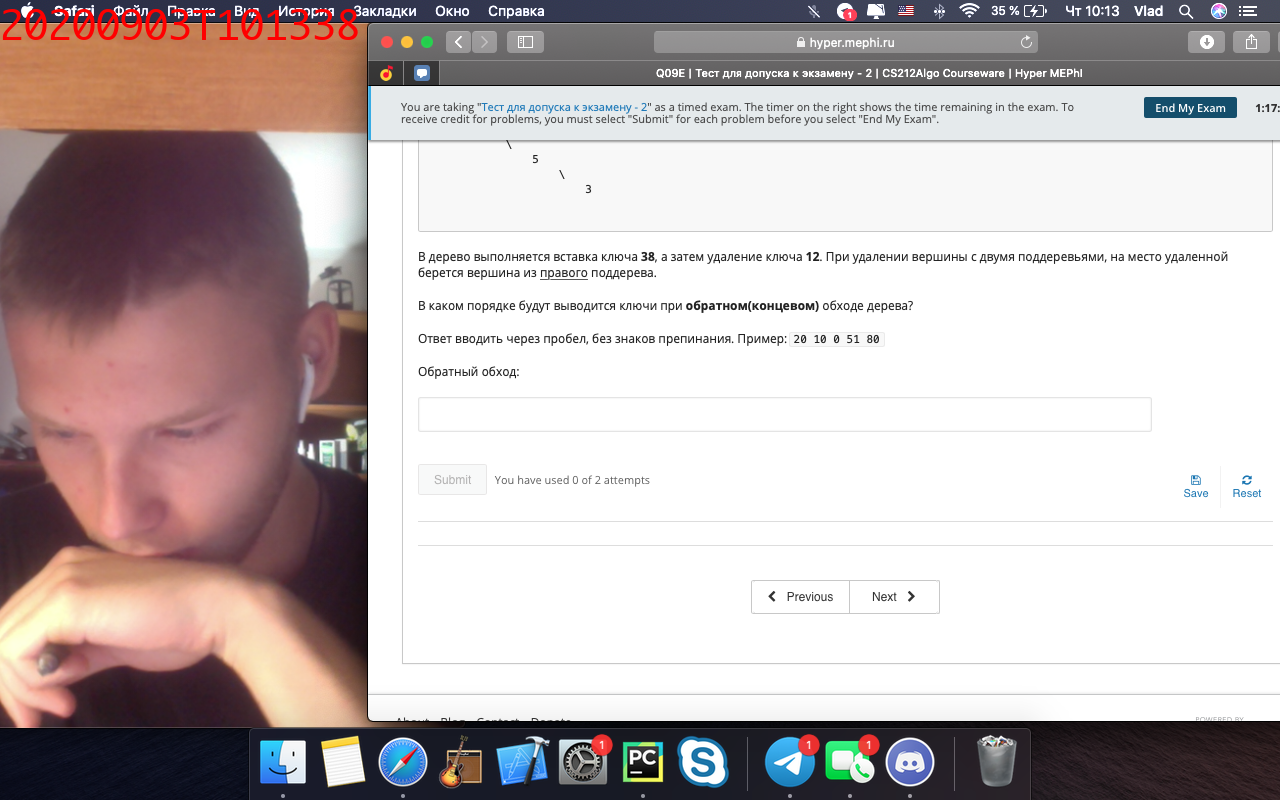 20200903T101338
Safari Файл Правка Вид История Закладки Окно Справка
1
35 %
Чт 10:13 Vlad
hyper.mephi.ru
Q09E | Тест для допуска к экзамену - 2 | CS212Algo Courseware | Hyper MEPhI
You are taking "Тест для допуска к экзамену - 2" as a timed exam. The timer on the right shows the time remaining in the exam. To
receive credit for problems, you must select "Submit" for each problem before you select "End My Exam".
End My Exam
1:17:
\
5
\
3
В дерево выполняется вставка ключа 38, а затем удаление ключа 12. При удалении вершины с двумя поддеревьями, на место удаленной
берется вершина из правого поддерева.
В каком порядке будут выводится ключи при обратном(концевом) обходе дерева?
Ответ вводить через пробел, без знаков препинания. Пример: 20 10 0 51 80
Обратный обход:
Submit
You have used 0 of 2 attempts
Save
Reset
Previous
Next
About Blog Contact Donate
POWERED BY
1
PC
1
1